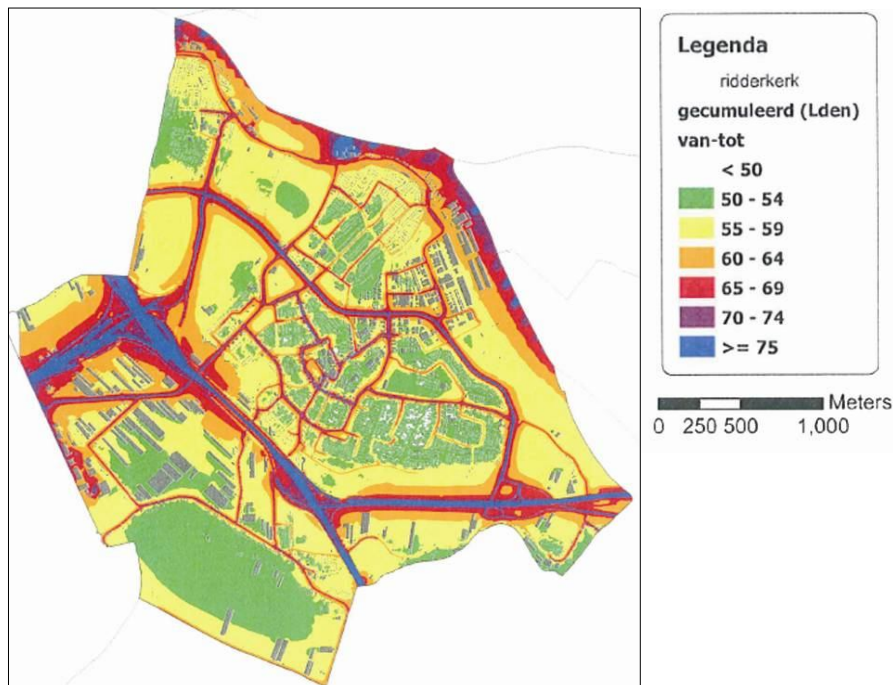 Legenda
ridderkerk
gecumuleerd (Lden)
van-tot
< 50
50 - 54
55 - 59
60 - 64
65 - 69
70 - 74
>= 75
Meters
0 250 500 1,000